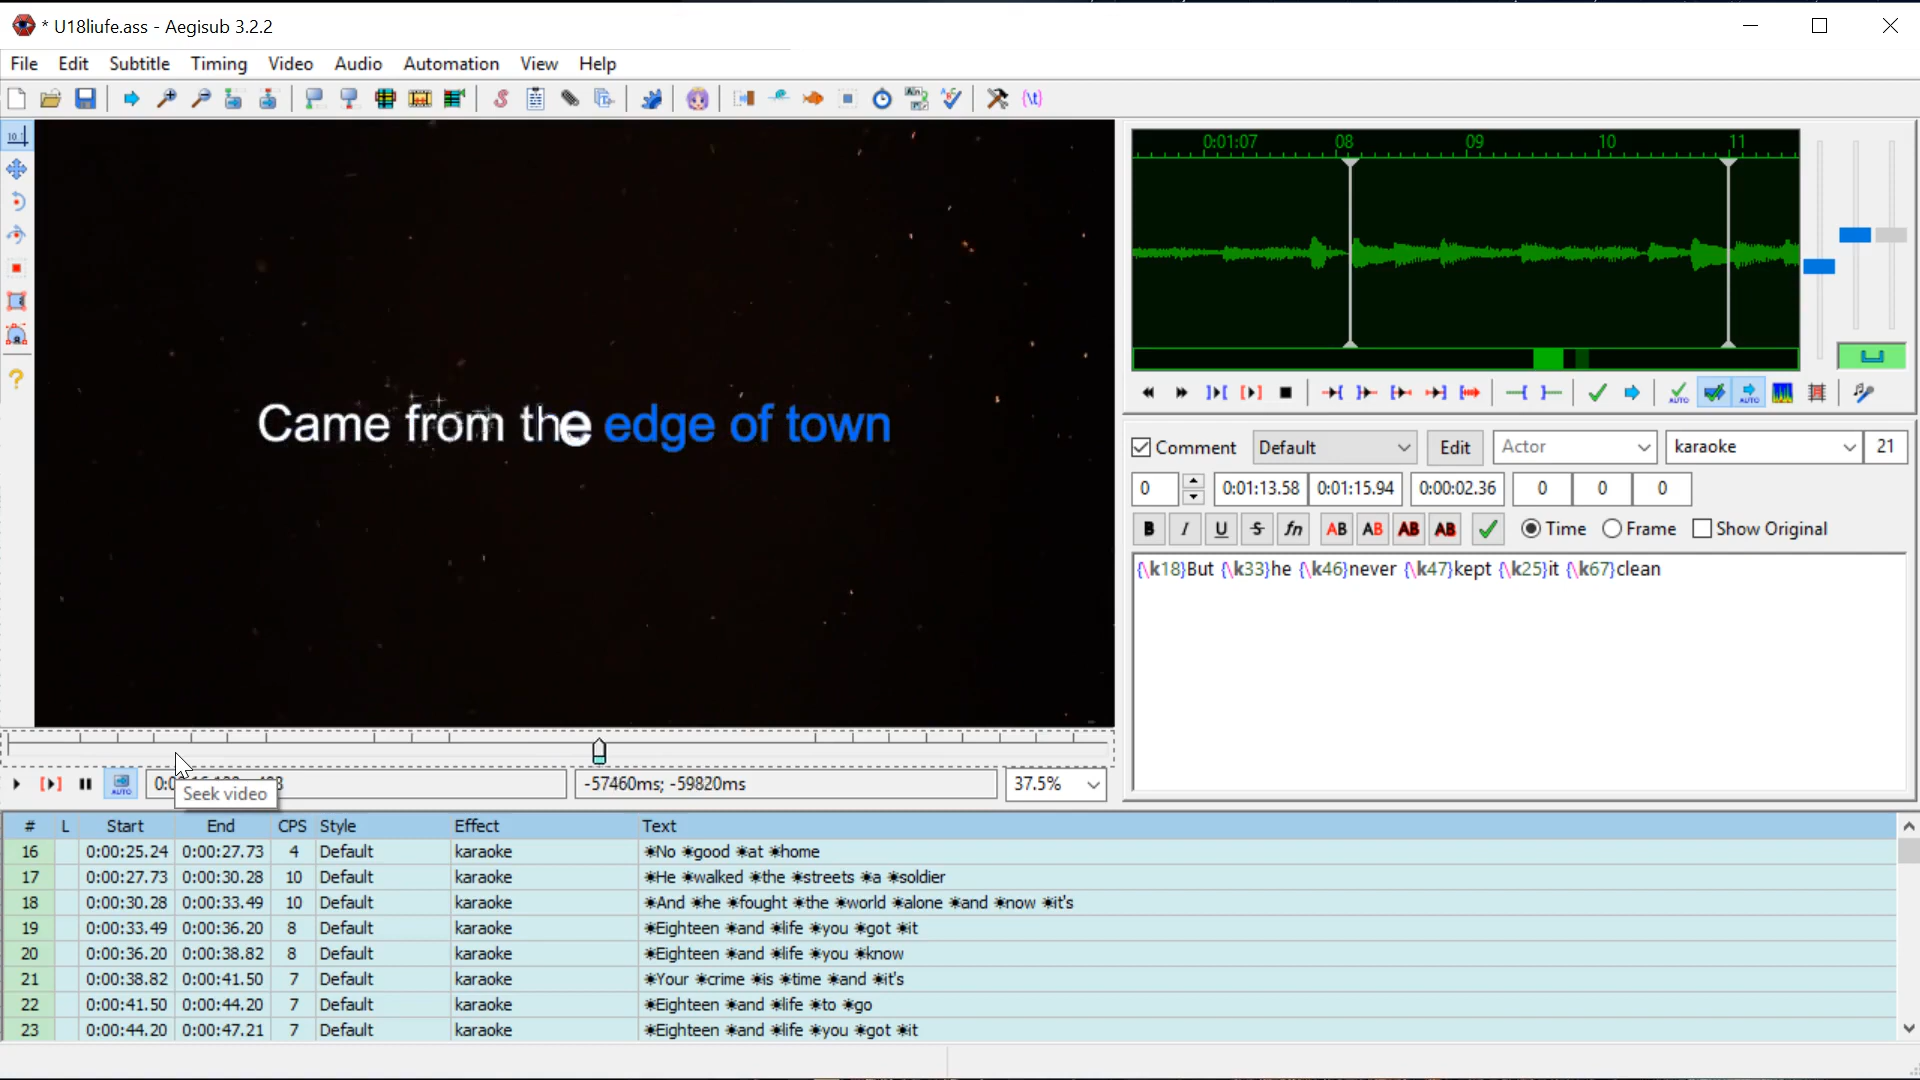 * U18liufe.ass - Aegisub 3.2.2
File Edit Subtitle Timing Video Audio Automation View Help
0:01:07 08 09 10 11
Came from the edge of town
Comment Default Edit Actor karaoke 21
0 0:01:13.58 0:01:15.94 0:00:02.36 0 0 0
B I U S fn AB AB AB AB Time Frame Show Original
{\k18}But {\k33}he {\k46}never {\k47}kept {\k25}it {\k67}clean
-57460ms; -59820ms 37.5%
Seek video
# L Start End CPS Style Effect Text
16 0:00:25.24 0:00:27.73 4 Default karaoke ✷No ✷good ✷at ✷home
17 0:00:27.73 0:00:30.28 10 Default karaoke ✷He ✷walked ✷the ✷streets ✷a ✷soldier
18 0:00:30.28 0:00:33.49 10 Default karaoke ✷And ✷he ✷fought ✷the ✷world ✷alone ✷and ✷now ✷it's
19 0:00:33.49 0:00:36.20 8 Default karaoke ✷Eighteen ✷and ✷life ✷you ✷got ✷it
20 0:00:36.20 0:00:38.82 8 Default karaoke ✷Eighteen ✷and ✷life ✷you ✷know
21 0:00:38.82 0:00:41.50 7 Default karaoke ✷Your ✷crime ✷is ✷time ✷and ✷it's
22 0:00:41.50 0:00:44.20 7 Default karaoke ✷Eighteen ✷and ✷life ✷to ✷go
23 0:00:44.20 0:00:47.21 7 Default karaoke ✷Eighteen ✷and ✷life ✷you ✷got ✷it